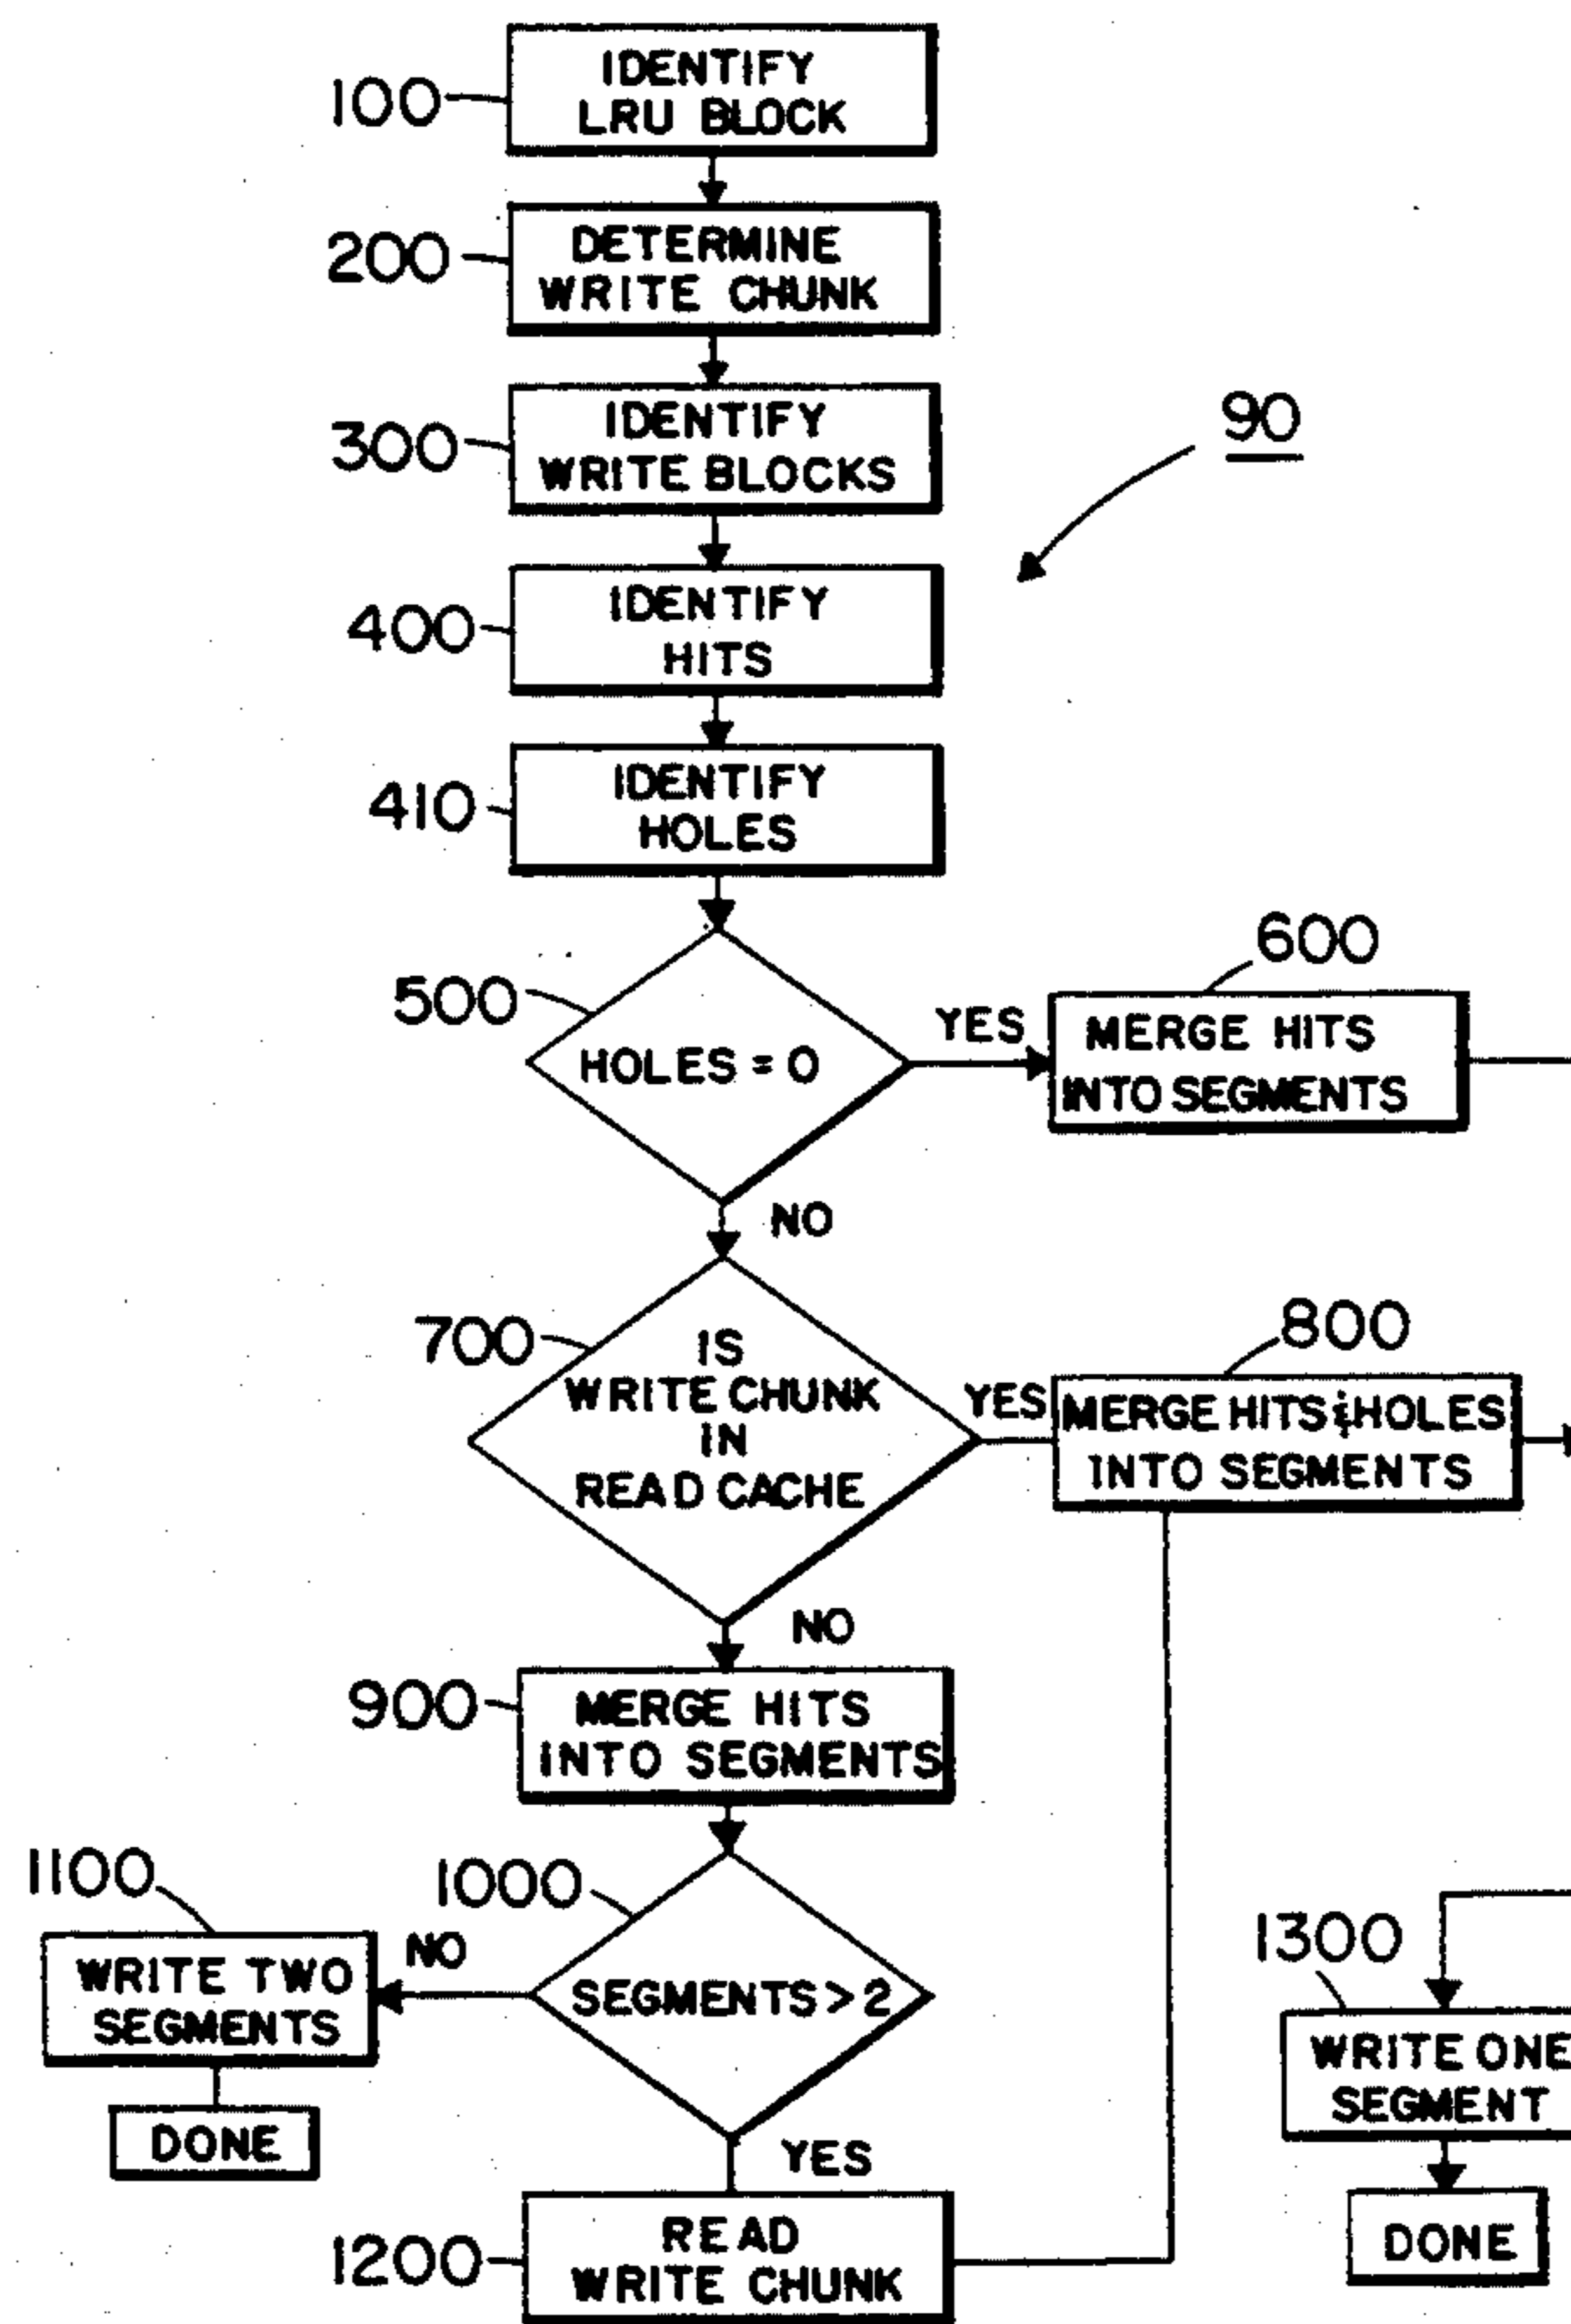 IDENTIFY
100
LRU BLOCK
200
DETERMINE
WRITE CHUNK
90
300
IDENTIFY
WRITE BLOCKS
400
IDENTIFY
HITS
410
IDENTIFY
HOLES
600
500
HOLES = 0
YES
MERGE HITS
INTO SEGMENTS
NO
700
IS
WRITE CHUNK
IN
READ CACHE
YES
800
MERGE HITS & HOLES
INTO SEGMENTS
NO
900
MERGE HITS
INTO SEGMENTS
1100
1000
NO
WRITE TWO
SEGMENTS
SEGMENTS > 2
1300
WRITE ONE
SEGMENT
DONE
YES
1200
READ
WRITE CHUNK
DONE